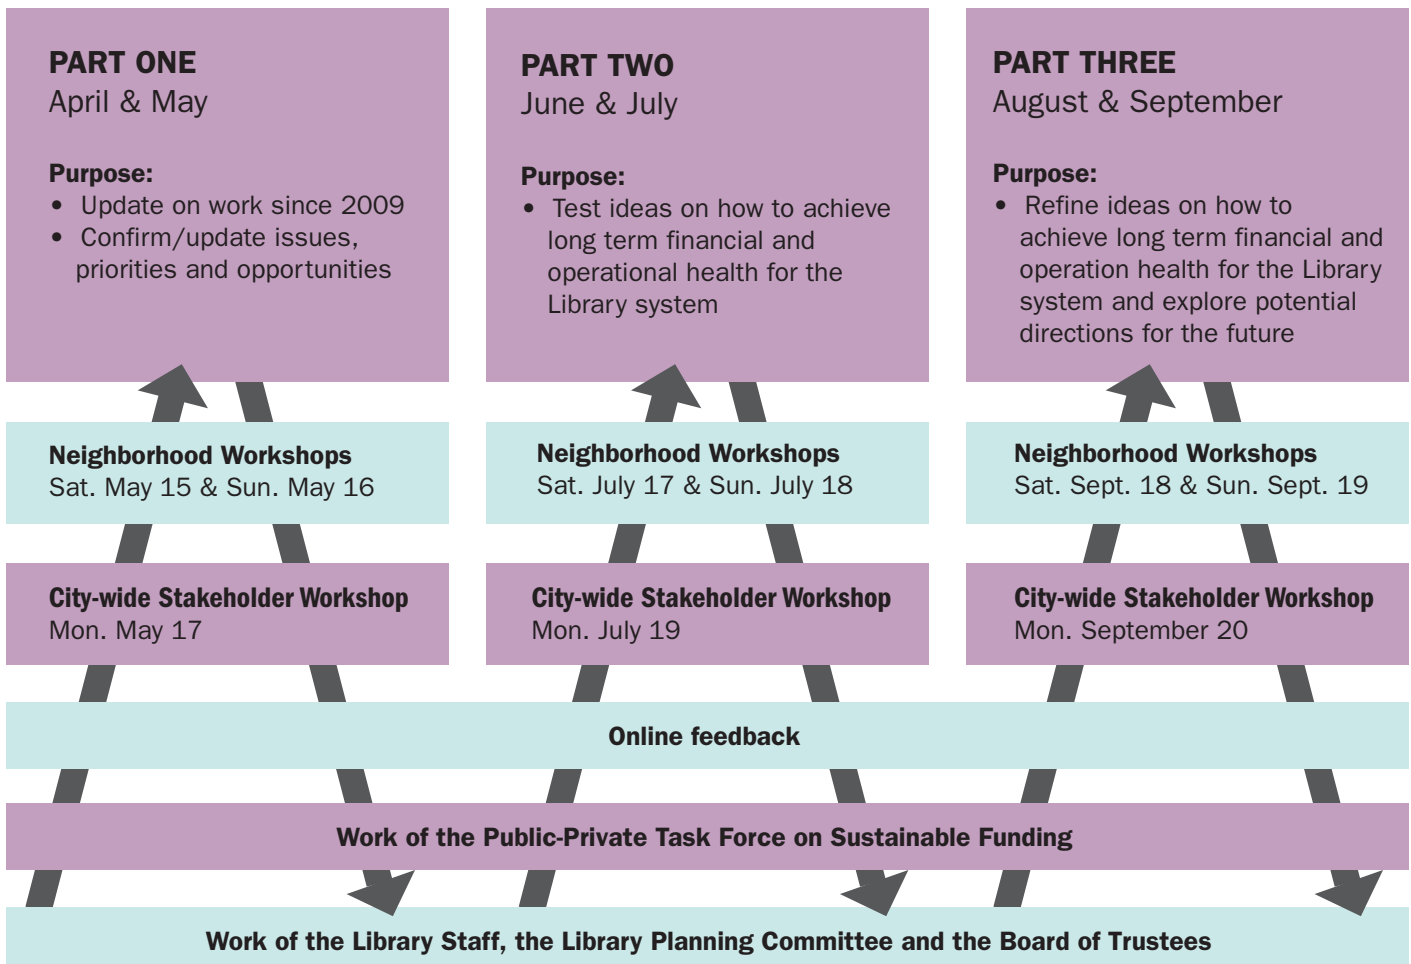 PART ONE
April & May
Purpose:
• Update on work since 2009
• Confirm/update issues,
priorities and opportunities
PART TWO
June & July
Purpose:
• Test ideas on how to achieve
long term financial and
operational health for the
Library system
PART THREE
August & September
Purpose:
• Refine ideas on how to
achieve long term financial and
operation health for the Library
system and explore potential
directions for the future
Neighborhood Workshops
Sat. May 15 & Sun. May 16
Neighborhood Workshops
Sat. July 17 & Sun. July 18
Neighborhood Workshops
Sat. Sept. 18 & Sun. Sept. 19
City-wide Stakeholder Workshop
Mon. May 17
City-wide Stakeholder Workshop
Mon. July 19
City-wide Stakeholder Workshop
Mon. September 20
Online feedback
Work of the Public-Private Task Force on Sustainable Funding
Work of the Library Staff, the Library Planning Committee and the Board of Trustees